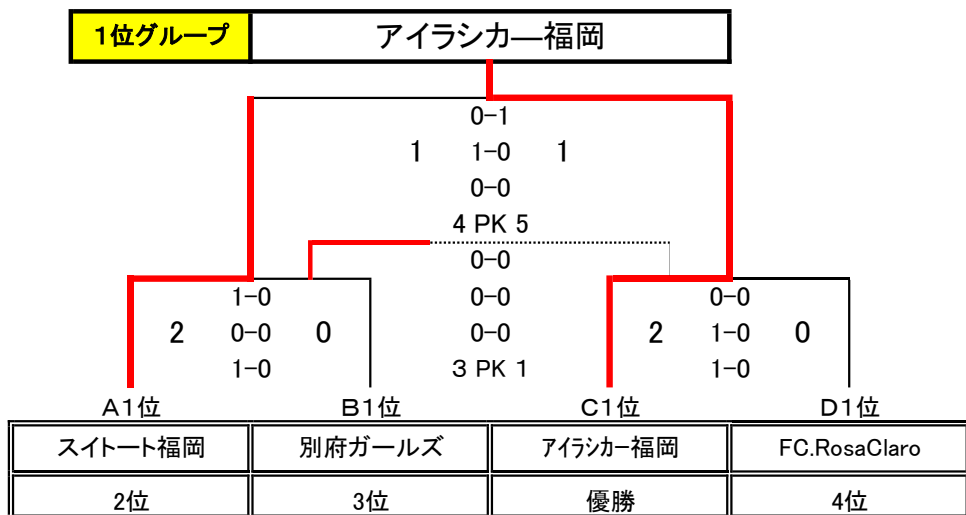 1位グループ アイラシカ―福岡
0-1
1 1-0 1
0-0
4 PK 5
0-0
1-0 0-0 0-0
2 0-0 0 0-0 2 1-0 0
1-0 3 PK 1 1-0
A1位 B1位 C1位 D1位
スイトート福岡 別府ガールズ アイラシカー福岡 FC.RosaClaro
2位 3位 優勝 4位